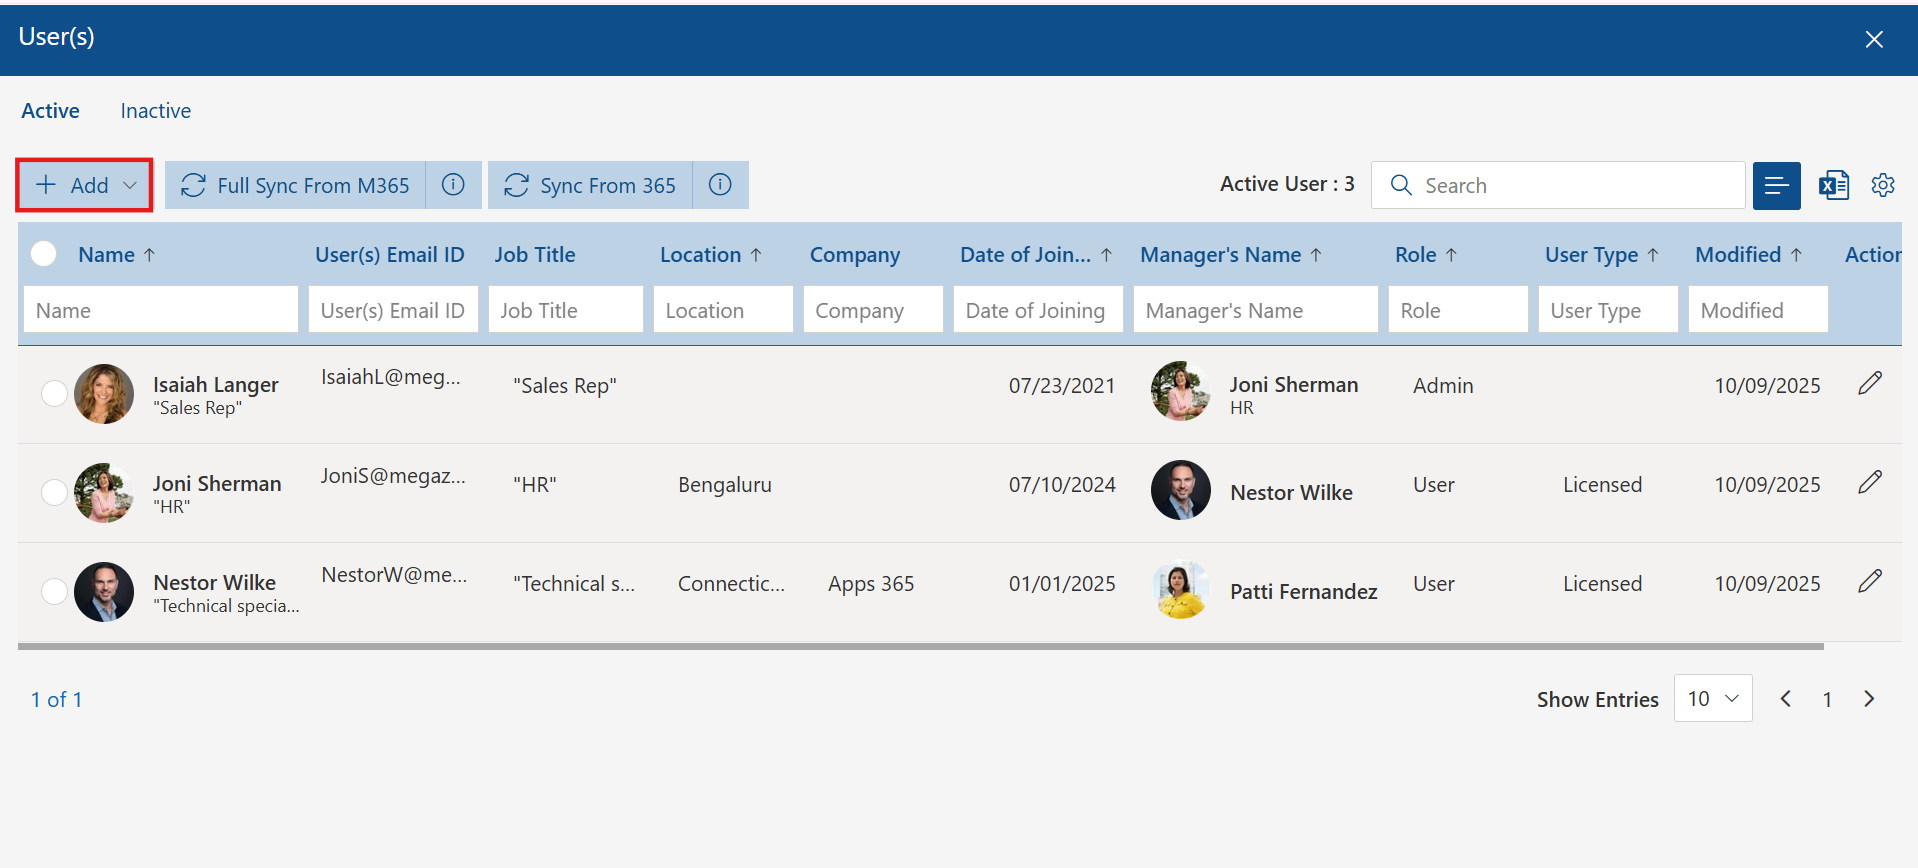 User(s)
Active Inactive
Add Full Sync From M365 Sync From 365 Active User : 3 Search
Name User(s) Email ID Job Title Location Company Date of Join... Manager's Name Role User Type Modified Action
Name User(s) Email ID Job Title Location Company Date of Joining Manager's Name Role User Type Modified
Isaiah Langer IsaiahL@meg... "Sales Rep" 07/23/2021 Joni Sherman Admin 10/09/2025
"Sales Rep" HR
Joni Sherman JoniS@megaz... "HR" Bengaluru 07/10/2024 Nestor Wilke User Licensed 10/09/2025
"HR"
Nestor Wilke NestorW@me... "Technical s... Connectic... Apps 365 01/01/2025 Patti Fernandez User Licensed 10/09/2025
"Technical specia...
1 of 1 Show Entries 10 1